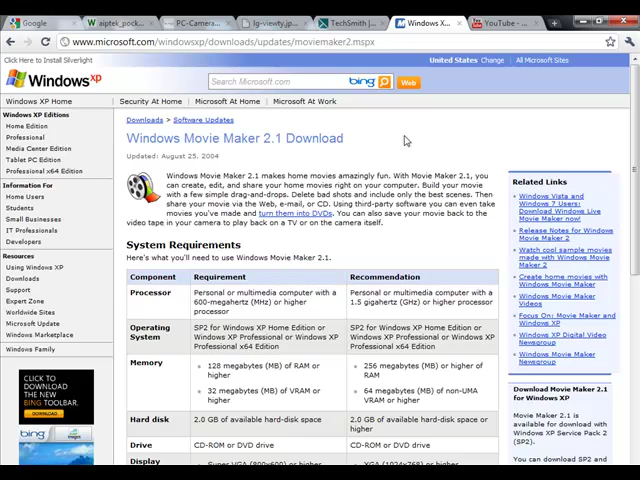 Google
aiptek_pock...
PC-Camera...
lg-viewty.jp...
TechSmith |...
Windows X...
YouTube - ...
www.microsoft.com/windowsxp/downloads/updates/moviemaker2.mspx
Click Here to Install Silverlight
United States Change | All Microsoft Sites
Windows xp
Search Microsoft.com
bing
Web
Windows XP Home | Security At Home | Microsoft At Home | Microsoft At Work
Windows XP Editions
Home Edition
Professional
Media Center Edition
Tablet PC Edition
Professional x64 Edition
Information For
Home Users
Students
Small Businesses
IT Professionals
Developers
Resources
Using Windows XP
Downloads
Support
Expert Zone
Worldwide Sites
Microsoft Update
Windows Marketplace
Windows Family
CLICK TO
DOWNLOAD
THE NEW
BING TOOLBAR.
DOWNLOAD
bing
Downloads > Software Updates
Windows Movie Maker 2.1 Download
Updated: August 25, 2004
Windows Movie Maker 2.1 makes home movies amazingly fun. With Movie Maker 2.1, you
can create, edit, and share your home movies right on your computer. Build your movie
with a few simple drag-and-drops. Delete bad shots and include only the best scenes. Then
share your movie via the Web, e-mail, or CD. Using third-party software you can even take
movies you've made and turn them into DVDs. You can also save your movie back to the
video tape in your camera to play back on a TV or on the camera itself.
System Requirements
Here's what you'll need to use Windows Movie Maker 2.1.
Component Requirement Recommendation
Processor
Personal or multimedia computer with a
600-megahertz (MHz) or higher
processor
Personal or multimedia computer with a
1.5 gigahertz (GHz) or higher processor
Operating
System
SP2 for Windows XP Home Edition or
Windows XP Professional or Windows XP
Professional x64 Edition
SP2 for Windows XP Home Edition or
Windows XP Professional or Windows XP
Professional x64 Edition
Memory
128 megabytes (MB) of RAM or
higher
32 megabytes (MB) of VRAM or
higher
256 megabytes (MB) or higher of
RAM
64 megabytes (MB) of non-UMA
VRAM or higher
Hard disk
2.0 GB of available hard-disk space
2.0 GB of available hard-disk space or
higher
Drive
CD-ROM or DVD drive
CD-ROM or DVD drive
Display
Super VGA (800x600) or higher
XGA (1024x768) or higher
Related Links
Windows Vista and
Windows 7 Users:
Download Windows Live
Movie Maker now!
Release Notes for Windows
Movie Maker 2
Watch cool sample movies
made with Windows Movie
Maker 2
Create home movies with
Windows Movie Maker
Windows Movie Maker
Videos
Focus On: Movie Maker and
Windows XP
Windows XP Digital Video
Newsgroup
Windows Movie Maker
Newsgroup
Download Movie Maker 2.1
for Windows XP
Movie Maker 2.1 is
available for download with
Windows XP Service Pack 2
(SP2).
You can download SP2 and